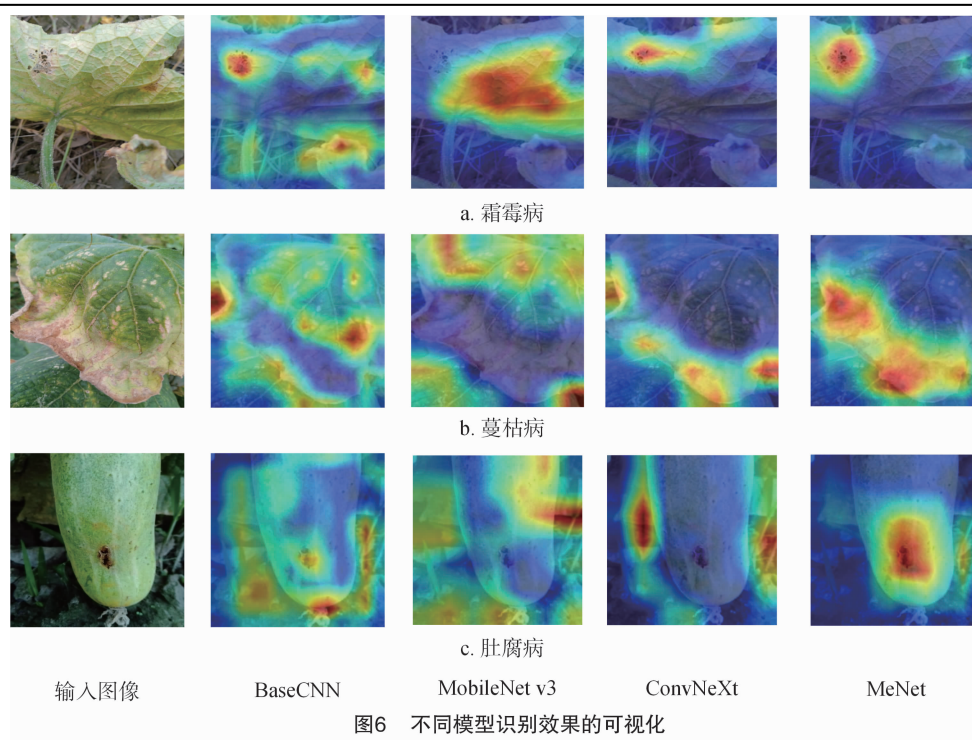 a. 霜霉病
b. 蔓枯病
c. 肚腐病
输入图像 BaseCNN MobileNet v3 ConvNeXt MeNet
图6 不同模型识别效果的可视化